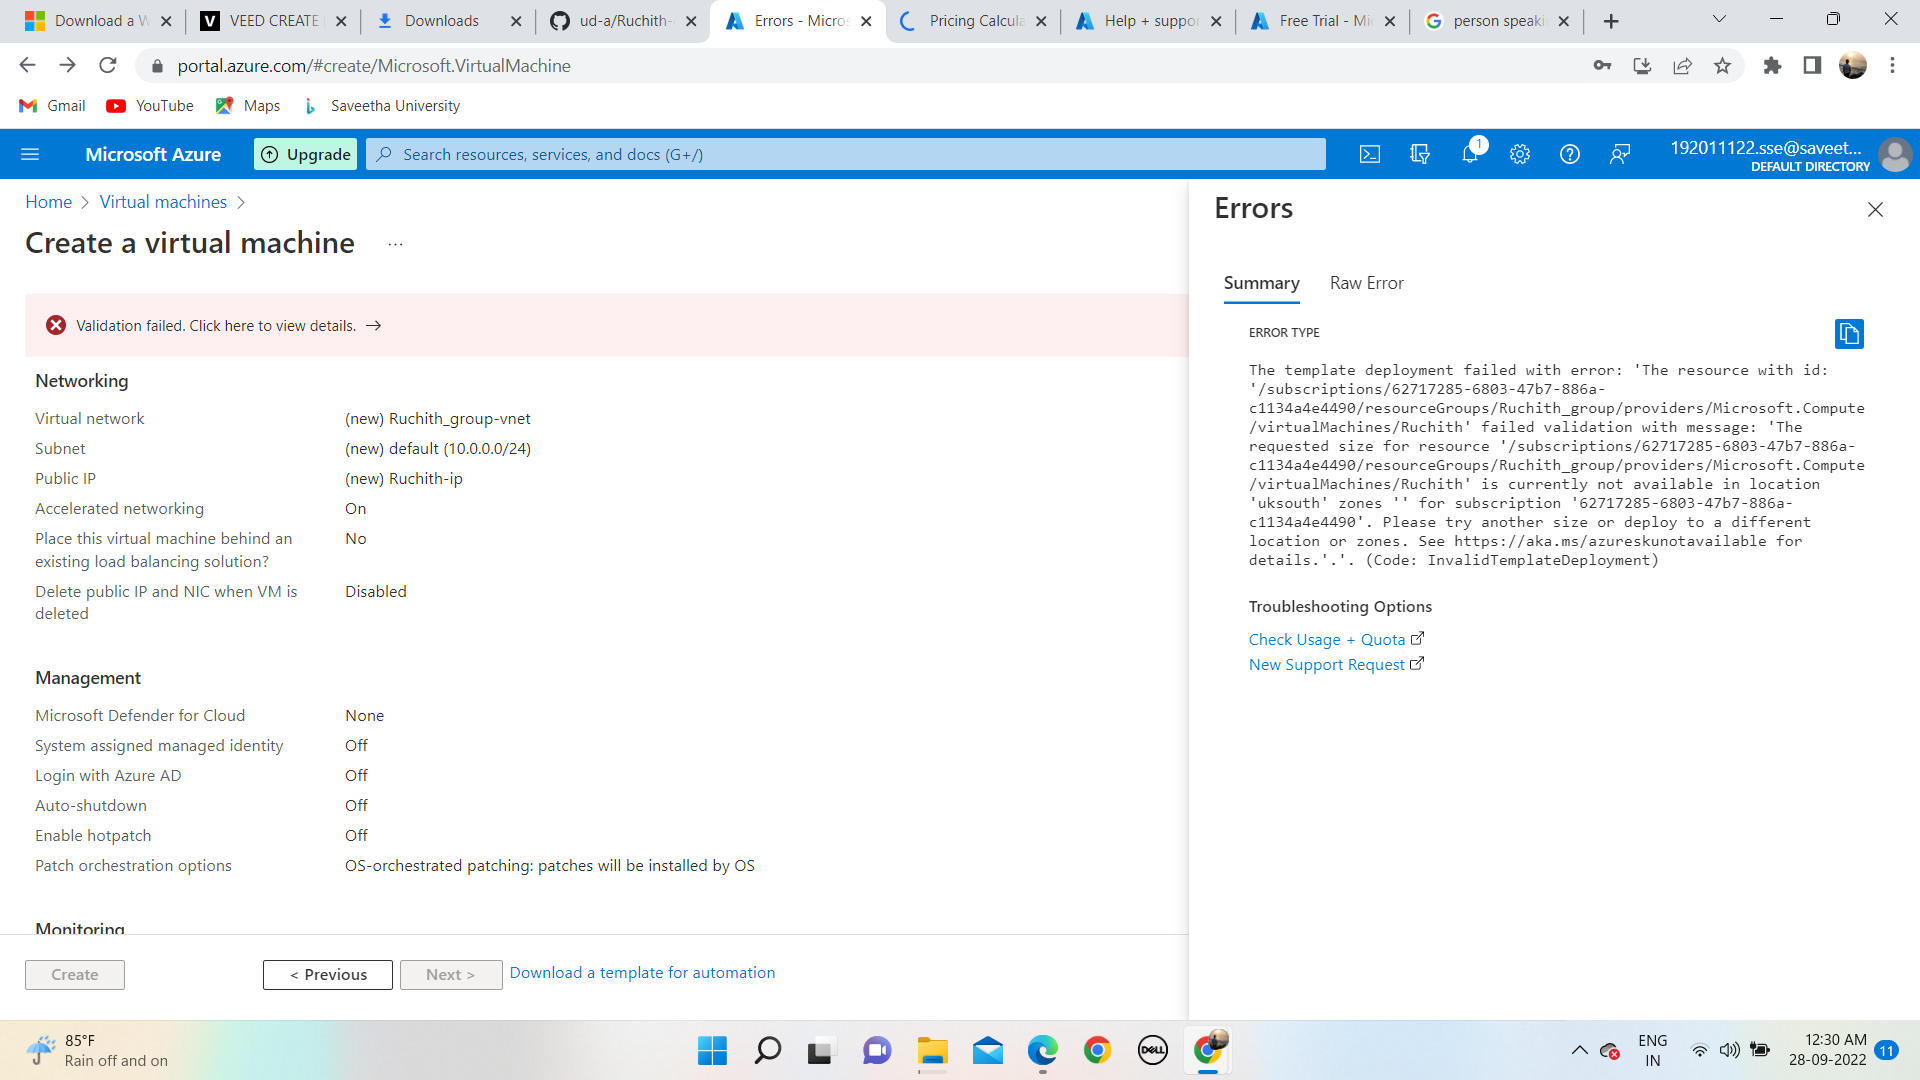 Download a W
VEED CREATE
Downloads
ud-a/Ruchith-
Errors - Micros
Pricing Calcula
Help + suppor
Free Trial - Mi
person speaki
portal.azure.com/#create/Microsoft.VirtualMachine
Gmail
YouTube
Maps
Saveetha University
Microsoft Azure
Upgrade
Search resources, services, and docs (G+/)
1
192011122.sse@saveet...
DEFAULT DIRECTORY
Home
Virtual machines
Create a virtual machine
...
Validation failed. Click here to view details.
Networking
Virtual network (new) Ruchith_group-vnet
Subnet (new) default (10.0.0.0/24)
Public IP (new) Ruchith-ip
Accelerated networking On
Place this virtual machine behind an No
existing load balancing solution?
Delete public IP and NIC when VM is Disabled
deleted
Management
Microsoft Defender for Cloud None
System assigned managed identity Off
Login with Azure AD Off
Auto-shutdown Off
Enable hotpatch Off
Patch orchestration options OS-orchestrated patching: patches will be installed by OS
Monitoring
Create
< Previous
Next >
Download a template for automation
Errors
Summary
Raw Error
ERROR TYPE
The template deployment failed with error: 'The resource with id:
'/subscriptions/62717285-6803-47b7-886a-
c1134a4e4490/resourceGroups/Ruchith_group/providers/Microsoft.Compute
/virtualMachines/Ruchith' failed validation with message: 'The
requested size for resource '/subscriptions/62717285-6803-47b7-886a-
c1134a4e4490/resourceGroups/Ruchith_group/providers/Microsoft.Compute
/virtualMachines/Ruchith' is currently not available in location
'uksouth' zones '' for subscription '62717285-6803-47b7-886a-
c1134a4e4490'. Please try another size or deploy to a different
location or zones. See https://aka.ms/azureskunotavailable for
details.'.'. (Code: InvalidTemplateDeployment)
Troubleshooting Options
Check Usage + Quota
New Support Request
85°F
Rain off and on
DELL
ENG
IN
12:30 AM
28-09-2022
11